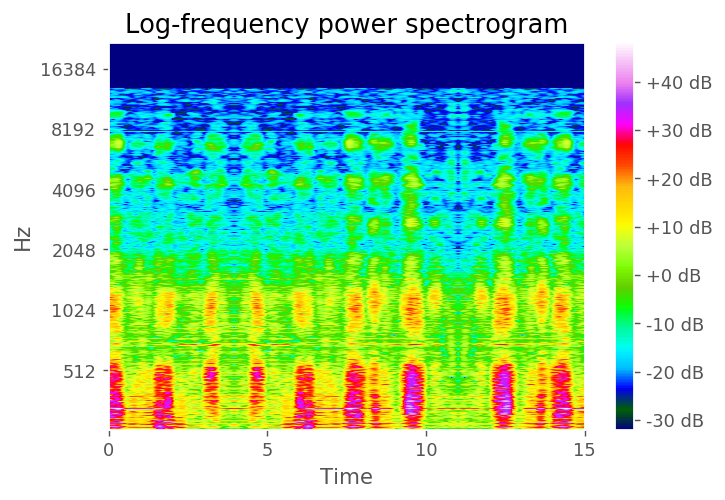 Log-frequency power spectrogram
Hz
16384
8192
4096
2048
1024
512
0
5
10
15
Time
+40 dB
+30 dB
+20 dB
+10 dB
+0 dB
-10 dB
-20 dB
-30 dB